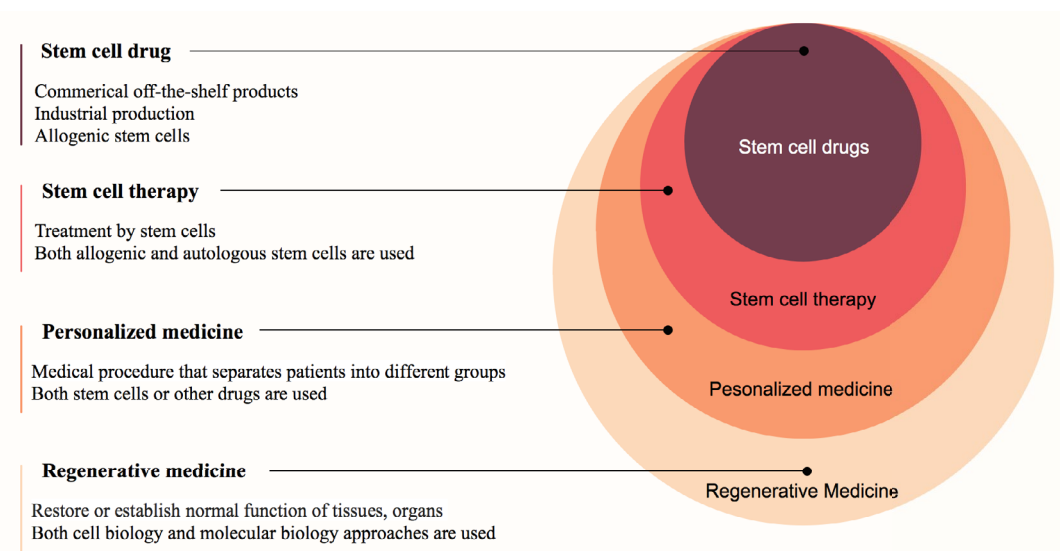 Stem cell drug
Commerical off-the-shelf products
Industrial production
Allogenic stem cells
Stem cell therapy
Treatment by stem cells
Both allogenic and autologous stem cells are used
Personalized medicine
Medical procedure that separates patients into different groups
Both stem cells or other drugs are used
Regenerative medicine
Restore or establish normal function of tissues, organs
Both cell biology and molecular biology approaches are used
Stem cell drugs
Stem cell therapy
Pesonalized medicine
Regenerative Medicine